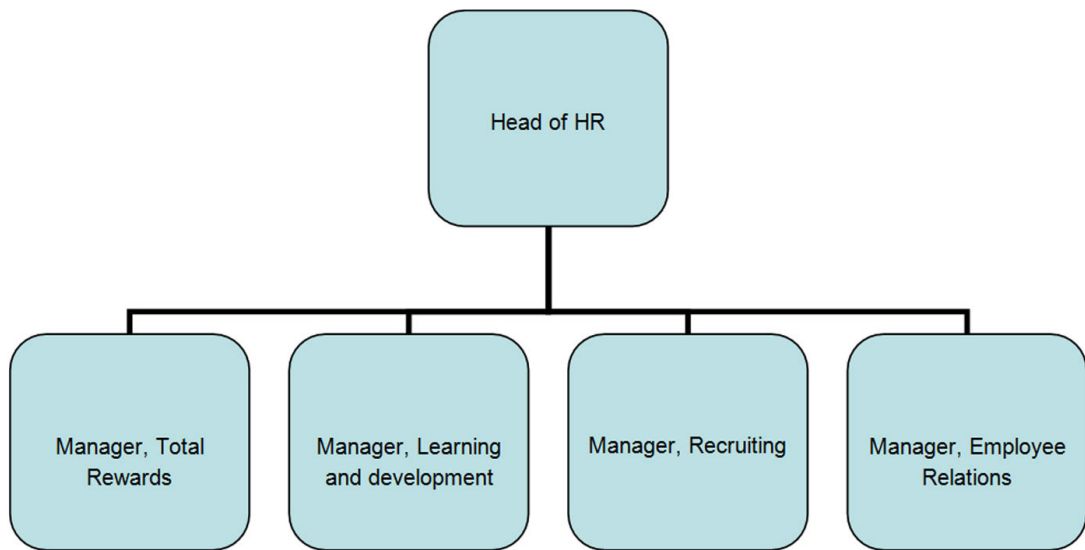 Head of HR
Manager, Total
Rewards
Manager, Learning
and development
Manager, Recruiting
Manager, Employee
Relations